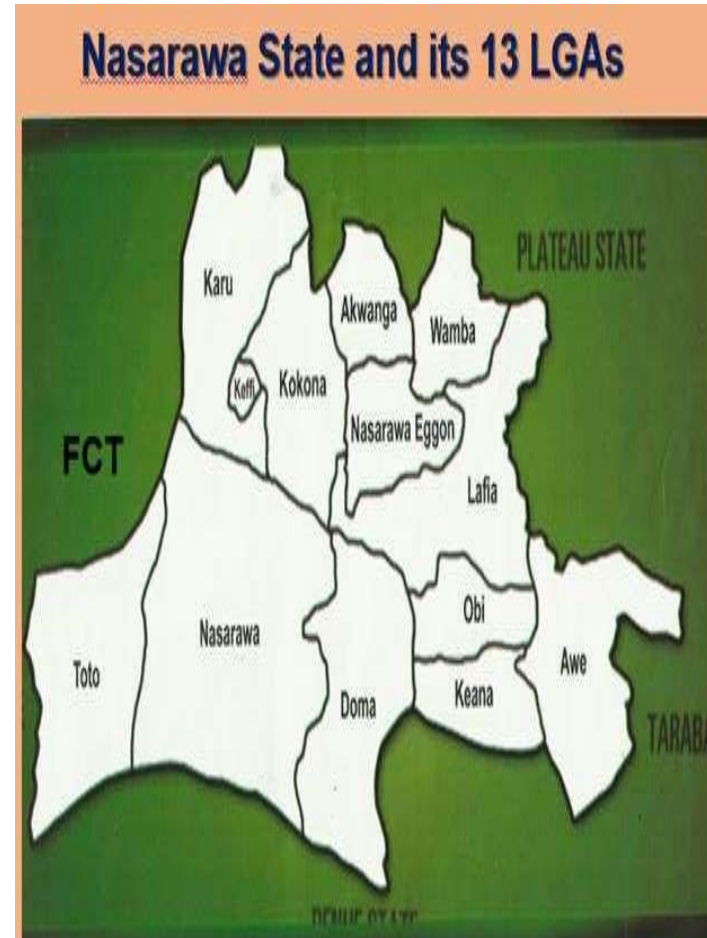 Nasarawa State and its 13 LGAs
PLATEAU STATE
Karu
Akwanga
Wamba
Keffi
Kokona
Nasarawa Eggon
FCT
Lafia
Obi
Nasarawa
Awe
Toto
Keana
Doma
TARABA
STATE